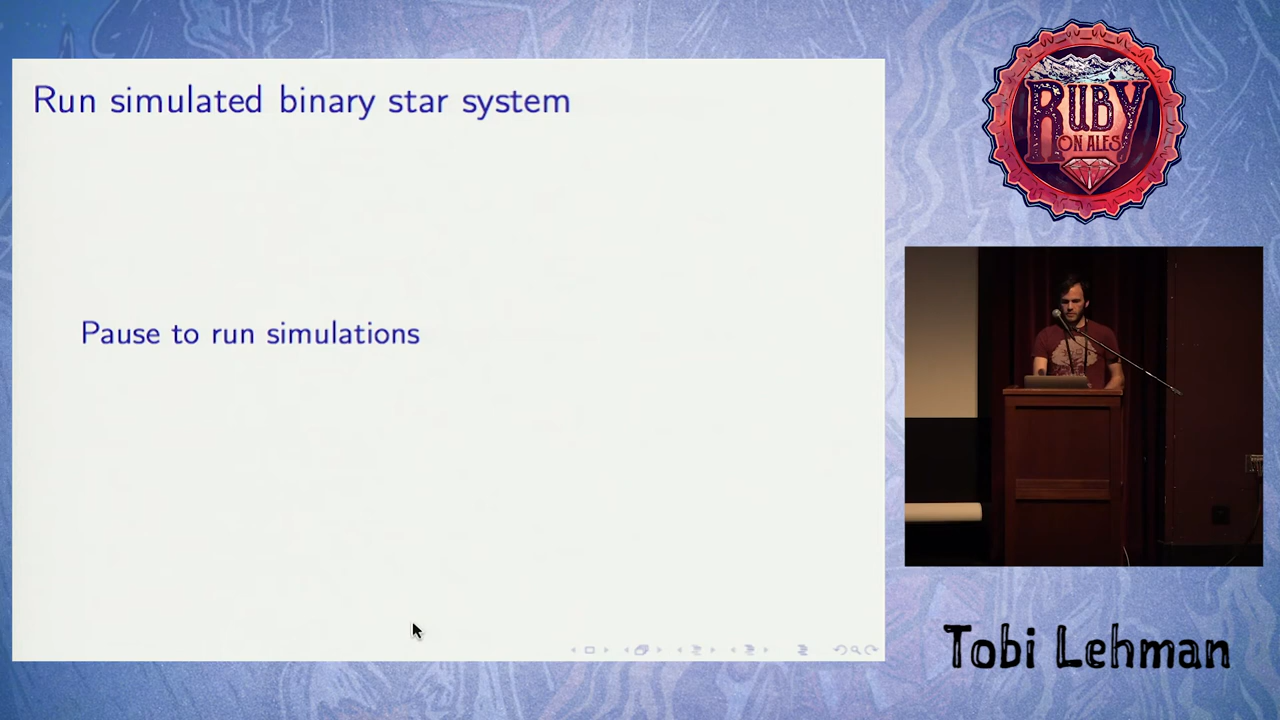 Run simulated binary star system
Pause to run simulations
RUBY
ON ALES
Tobi Lehman